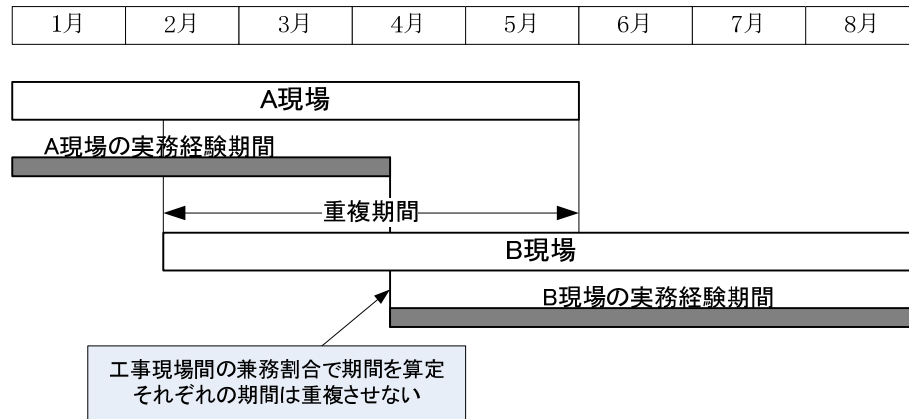 1月 2月 3月 4月 5月 6月 7月 8月
A現場
A現場の実務経験期間
重複期間
B現場
B現場の実務経験期間
工事現場間の兼務割合で期間を算定
それぞれの期間は重複させない